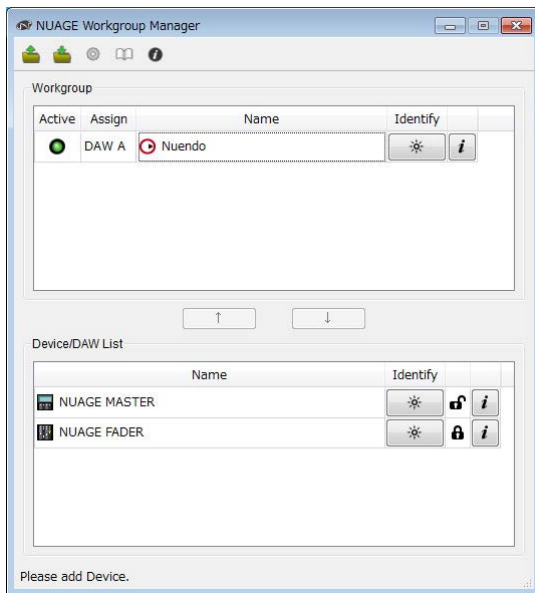 NUAGE Workgroup Manager
Workgroup
Active Assign Name Identify
DAW A Nuendo
Device/DAW List
Name Identify
NUAGE MASTER
NUAGE FADER
Please add Device.